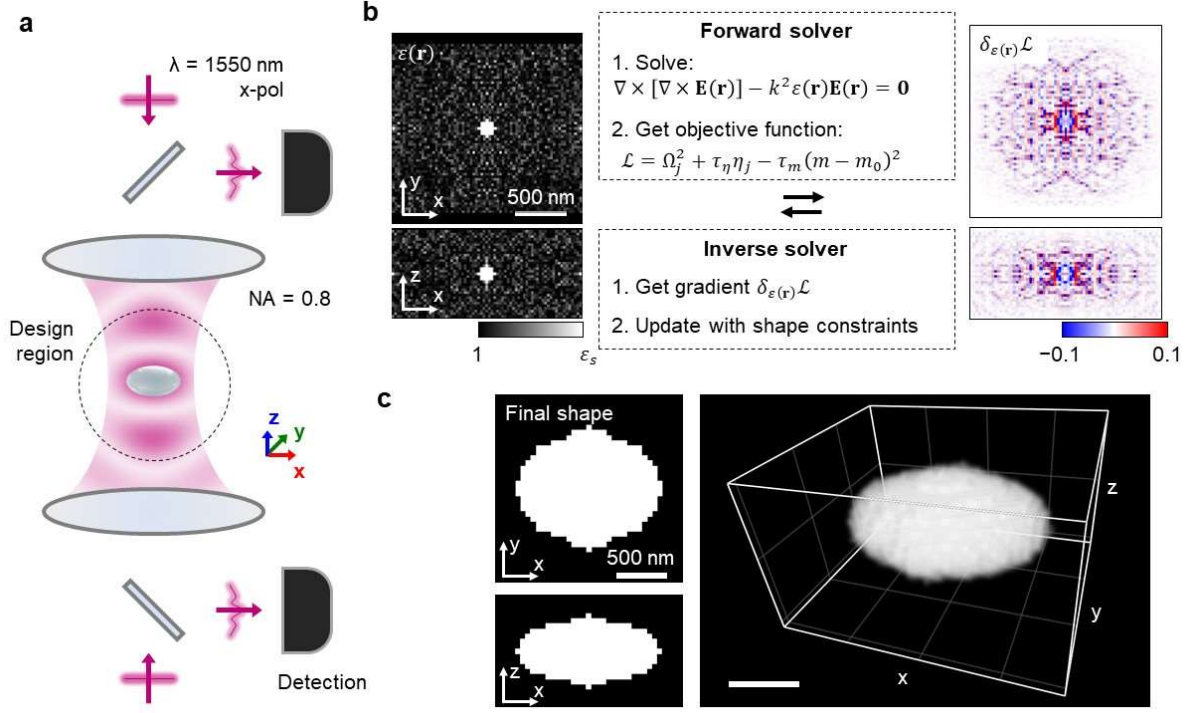 a
λ = 1550 nm
x-pol
NA = 0.8
Design
region
z
y
x
Detection
b
ε(r)
y
x
500 nm
z
x
1
εₛ
Forward solver
1. Solve:
∇ × [∇ × E(r)] − k²ε(r)E(r) = 0
2. Get objective function:
ℒ = Ω_j² + τ_η η_j − τ_m(m − m₀)²
Inverse solver
1. Get gradient δ_ε(r)ℒ
2. Update with shape constraints
δ_ε(r)ℒ
−0.1
0.1
c
Final shape
y
x
500 nm
z
x
z
y
x